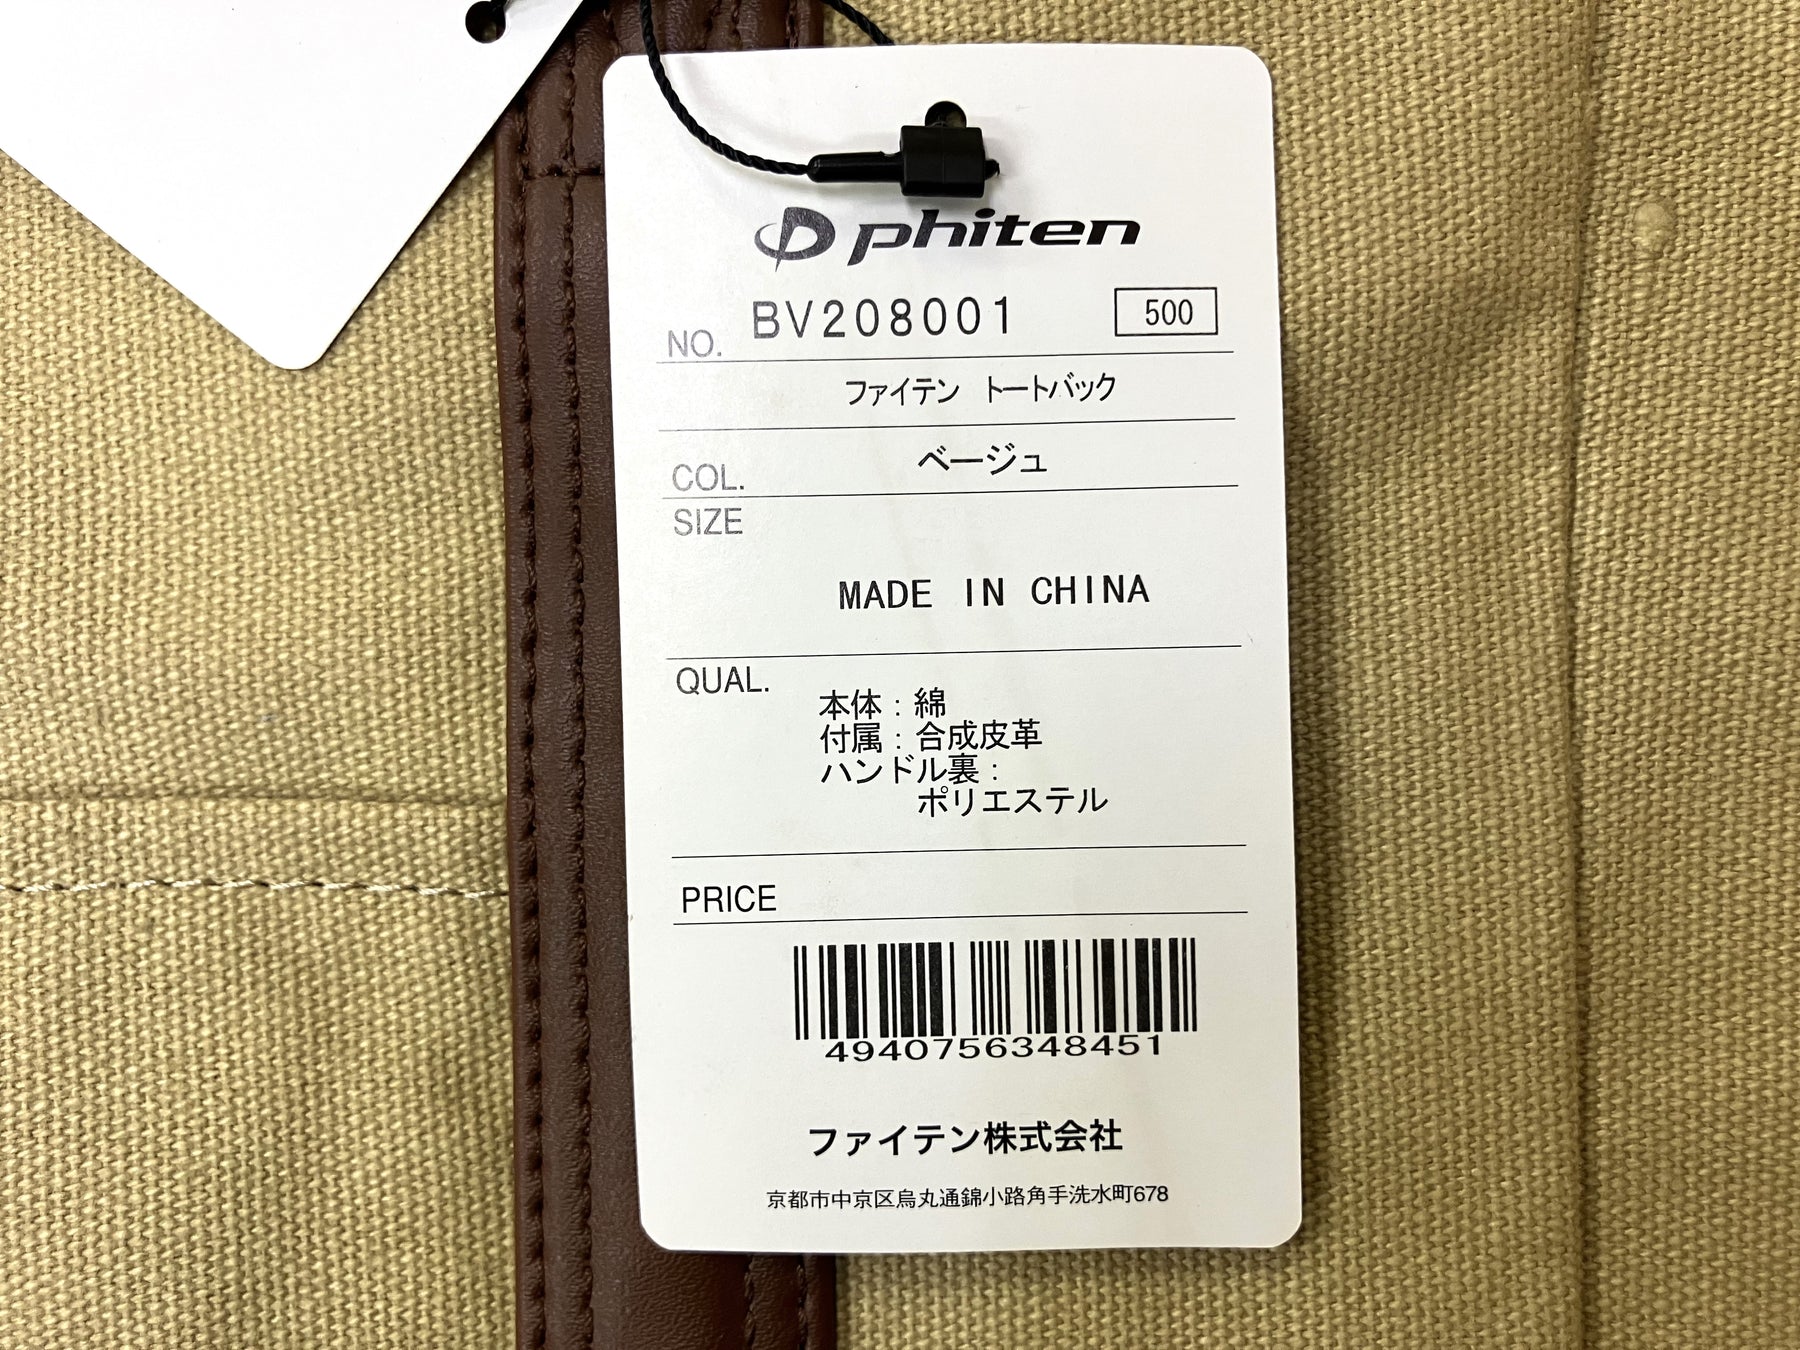 phiten
NO. BV208001 500
ファイテン トートバック
COL. ベージュ
SIZE
MADE IN CHINA
QUAL.
本体：綿
付属：合成皮革
ハンドル裏：
ポリエステル
PRICE
4940756348451
ファイテン株式会社
京都市中京区烏丸通錦小路角手洗水町678